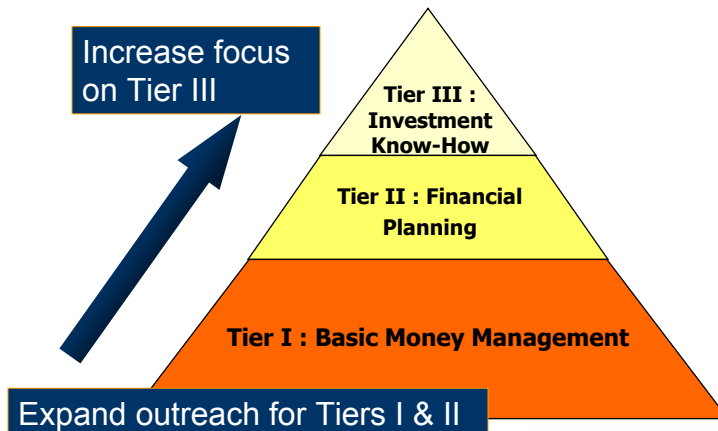 Increase focus
on Tier III
Tier III :
Investment
Know-How
Tier II : Financial
Planning
Tier I : Basic Money Management
Expand outreach for Tiers I & II